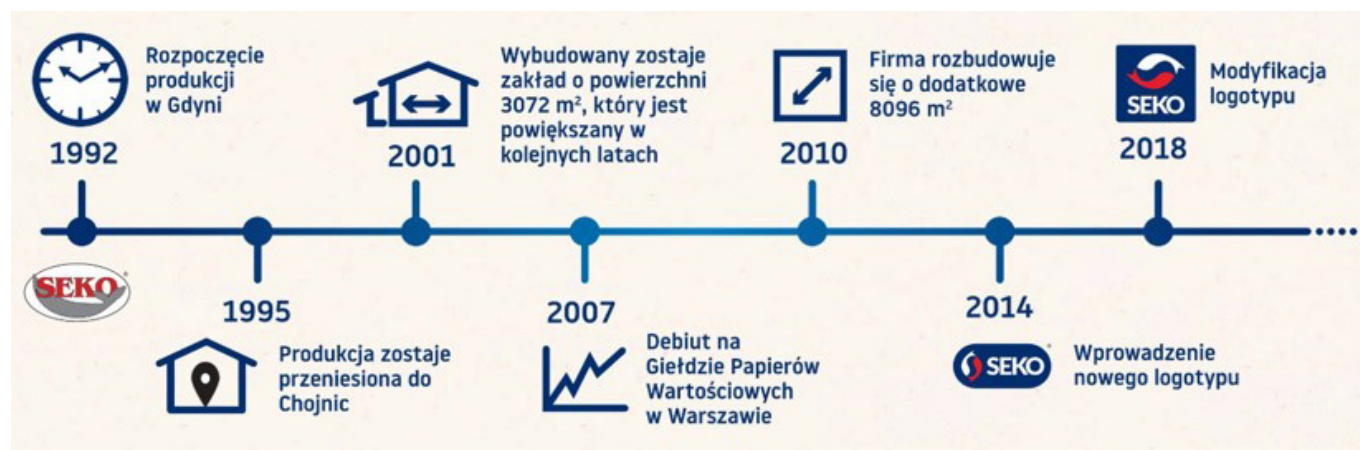 1992
Rozpoczęcie
produkcji
w Gdyni
SEKO
1995
Produkcja zostaje
przeniesiona do
Chojnic
2001
Wybudowany zostaje
zakład o powierzchni
3072 m², który jest
powiększany w
kolejnych latach
2007
Debiut na
Giełdzie Papierów
Wartościowych
w Warszawie
2010
Firma rozbudowuje
się o dodatkowe
8096 m²
2014
SEKO
Wprowadzenie
nowego logotypu
SEKO
2018
Modyfikacja
logotypu